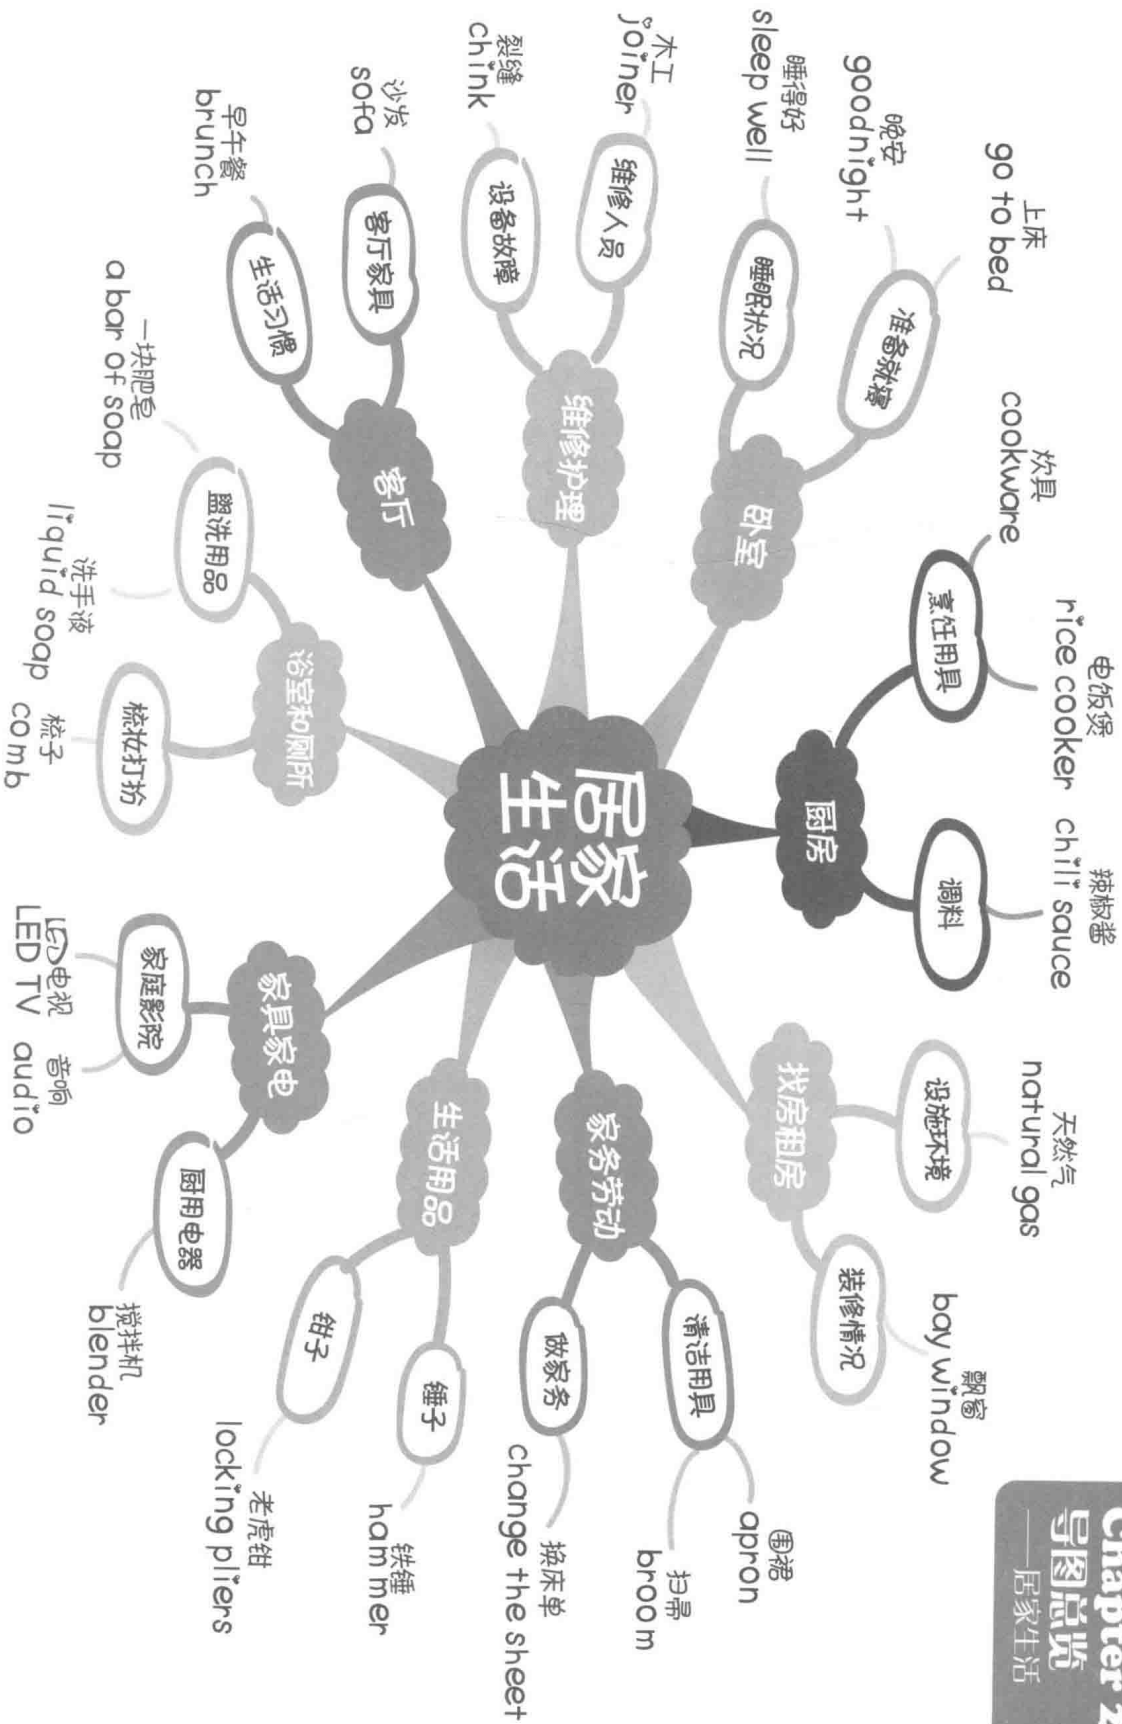 Chapter 2
导图总览
——居家生活
居家
生活
厨房
烹饪用具
炊具
cookware
电饭煲
rice cooker
调料
辣椒酱
chili sauce
找房租房
设施环境
天然气
natural gas
装修情况
飘窗
bay window
家务劳动
清洁用具
围裙
apron
扫帚
broom
做家务
换床单
change the sheet
生活用品
锤子
铁锤
hammer
钳子
老虎钳
locking pliers
家具家电
厨用电器
搅拌机
blender
家庭影院
音响
audio
LED电视
LED TV
浴室和厕所
梳妆打扮
梳子
comb
盥洗用品
洗手液
liquid soap
一块肥皂
a bar of soap
客厅
生活习惯
早午餐
brunch
客厅家具
沙发
sofa
维修护理
设备故障
裂缝
chink
维修人员
木工
joiner
卧室
睡眠状况
睡得好
sleep well
准备就寝
晚安
goodnight
上床
go to bed